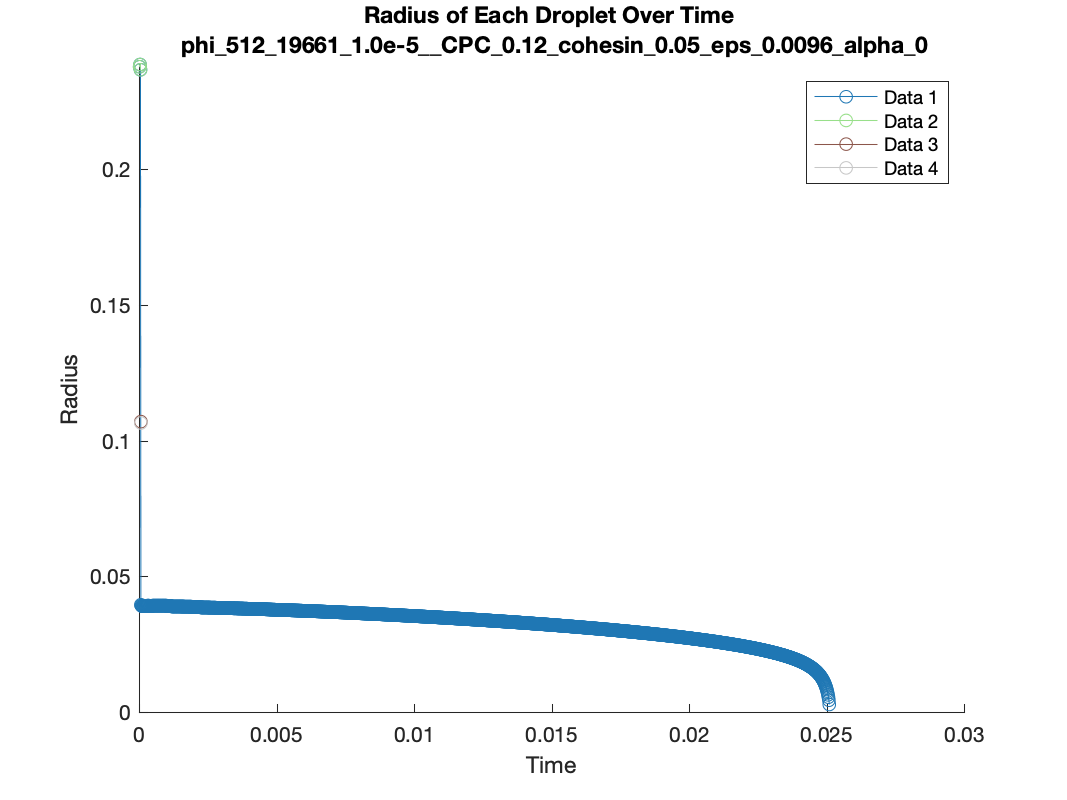 Radius of Each Droplet Over Time
phi_512_19661_1.0e-5__CPC_0.12_cohesin_0.05_eps_0.0096_alpha_0
Data 1
Data 2
Data 3
Data 4
0.2
0.15
0.1
0.05
0
Radius
0
0.005
0.01
0.015
0.02
0.025
0.03
Time